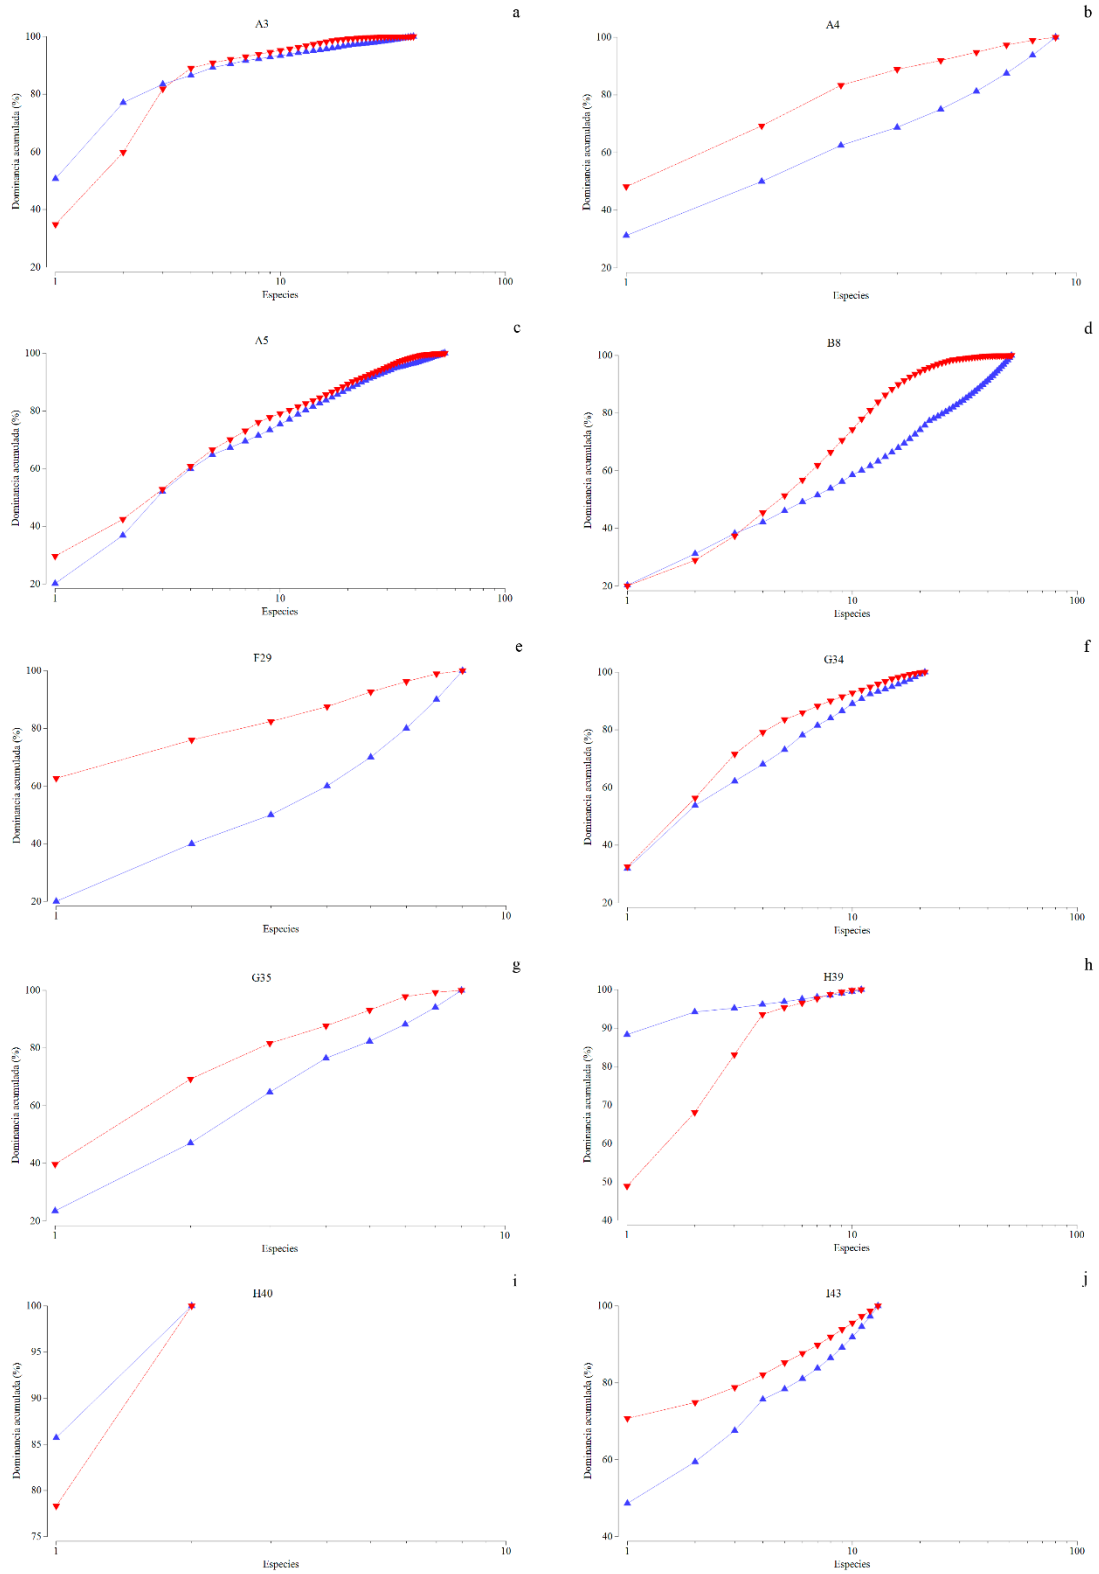 a
A3
100
80
60
40
20
Dominancia acumulada (%)
1
10
100
Especies
b
A4
100
80
60
40
20
Dominancia acumulada (%)
1
10
Especies
c
A5
100
80
60
40
20
Dominancia acumulada (%)
1
10
100
Especies
d
B8
100
80
60
40
20
Dominancia acumulada (%)
1
10
100
Especies
e
F29
100
80
60
40
20
Dominancia acumulada (%)
1
10
Especies
f
G34
100
80
60
40
20
Dominancia acumulada (%)
1
10
100
Especies
g
G35
100
80
60
40
20
Dominancia acumulada (%)
1
10
Especies
h
H39
100
90
80
70
60
50
40
Dominancia acumulada (%)
1
10
100
Especies
i
H40
100
95
90
85
80
75
Dominancia acumulada (%)
1
10
Especies
j
I43
100
80
60
40
Dominancia acumulada (%)
1
10
100
Especies